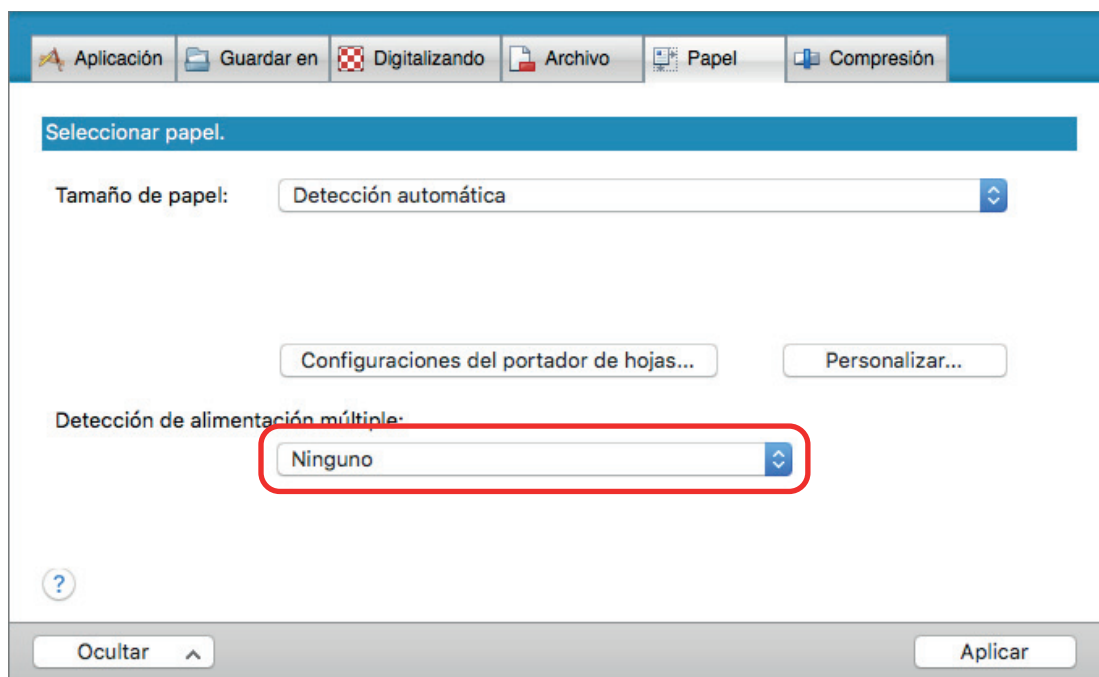 Aplicación Guardar en Digitalizando Archivo Papel Compresión
Seleccionar papel.
Tamaño de papel: Detección automática
Configuraciones del portador de hojas... Personalizar...
Detección de alimentación múltiple:
Ninguno
?
Ocultar Aplicar